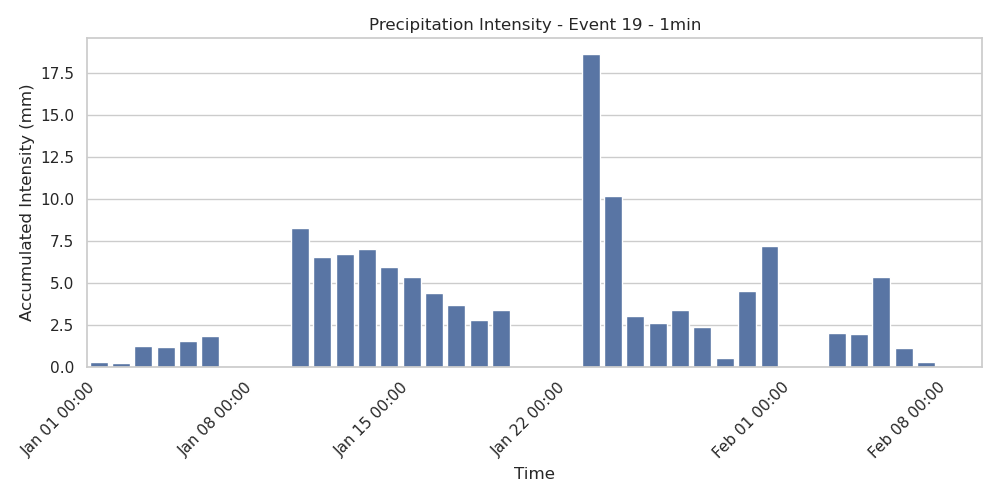 Precipitation Intensity - Event 19 - 1min
Accumulated Intensity (mm)
17.5
15.0
12.5
10.0
7.5
5.0
2.5
0.0
Jan 01 00:00
Jan 08 00:00
Jan 15 00:00
Jan 22 00:00
Feb 01 00:00
Feb 08 00:00
Time